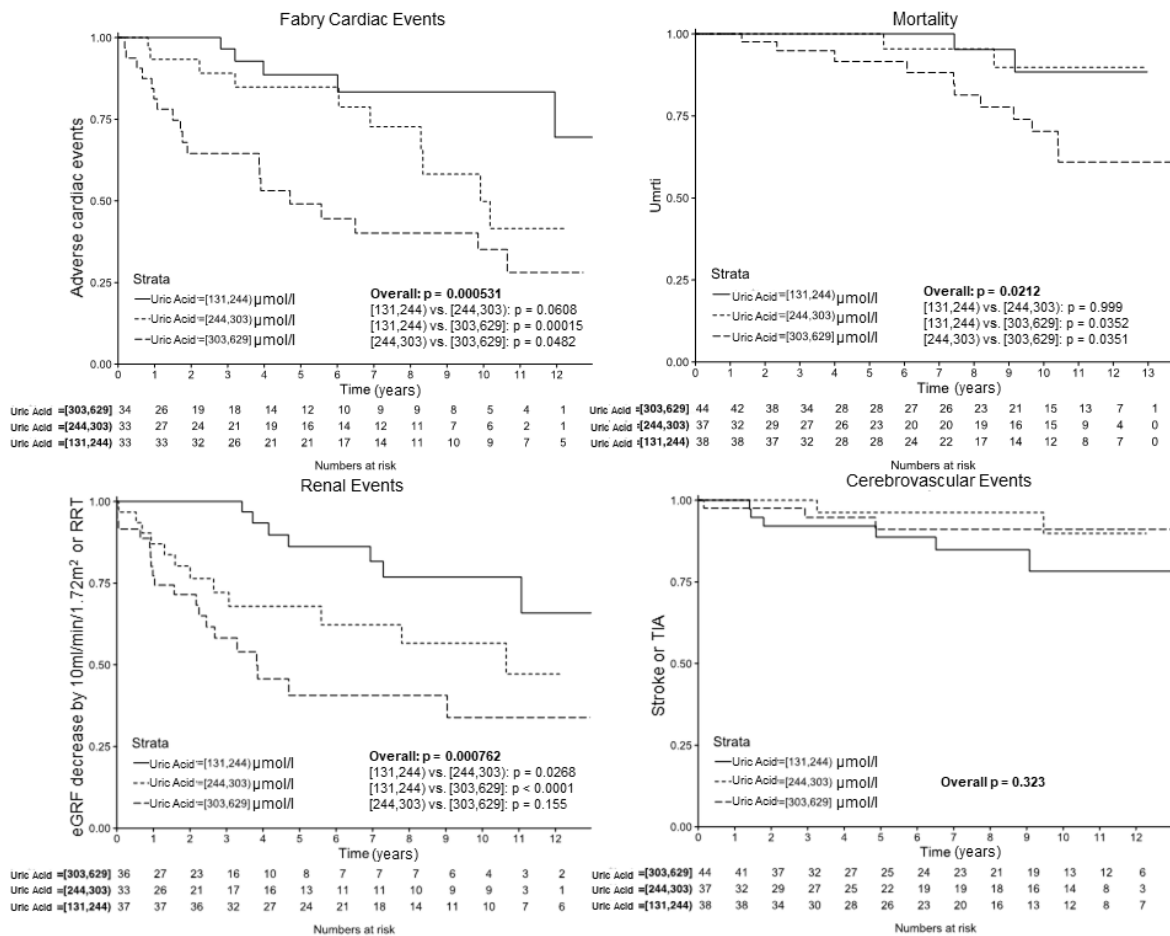 Fabry Cardiac Events
Adverse cardiac events
1.00
0.75
0.50
0.25
0.00
Strata
Uric Acid =[131,244) µmol/l
Uric Acid =[244,303) µmol/l
Uric Acid =[303,629] µmol/l
Overall: p = 0.000531
[131,244) vs. [244,303): p = 0.0608
[131,244) vs. [303,629]: p = 0.00015
[244,303) vs. [303,629]: p = 0.0482
0 1 2 3 4 5 6 7 8 9 10 11 12
Time (years)
Uric Acid =[303,629] 34 26 19 18 14 12 10 9 9 8 5 4 1
Uric Acid =[244,303) 33 27 24 21 19 16 14 12 11 7 6 2 1
Uric Acid =[131,244) 33 33 32 26 21 21 17 14 11 10 9 7 5
Numbers at risk
Mortality
Umrti
1.00
0.75
0.50
0.25
0.00
Strata
Uric Acid =[131,244) µmol/l
Uric Acid =[244,303) µmol/l
Uric Acid =[303,629] µmol/l
Overall: p = 0.0212
[131,244) vs. [244,303): p = 0.999
[131,244) vs. [303,629]: p = 0.0352
[244,303) vs. [303,629]: p = 0.0351
0 1 2 3 4 5 6 7 8 9 10 11 12 13
Time (years)
Uric Acid =[303,629] 44 42 38 34 28 28 27 26 23 21 15 13 7 1
Uric Acid =[244,303) 37 32 29 27 26 23 20 20 19 16 15 9 4 0
Uric Acid =[131,244) 38 38 37 32 28 28 24 22 17 14 12 8 7 0
Numbers at risk
Renal Events
eGRF decrease by 10ml/min/1.72m² or RRT
1.00
0.75
0.50
0.25
0.00
Strata
Uric Acid =[131,244) µmol/l
Uric Acid =[244,303) µmol/l
Uric Acid =[303,629] µmol/l
Overall: p = 0.000762
[131,244) vs. [244,303): p = 0.0268
[131,244) vs. [303,629]: p < 0.0001
[244,303) vs. [303,629]: p = 0.155
0 1 2 3 4 5 6 7 8 9 10 11 12
Time (years)
Uric Acid =[303,629] 36 27 23 16 10 8 7 7 7 6 4 3 2
Uric Acid =[244,303) 33 26 21 17 16 13 11 11 10 9 9 3 1
Uric Acid =[131,244) 37 37 36 32 27 24 21 18 14 11 10 7 6
Numbers at risk
Cerebrovascular Events
Stroke or TIA
1.00
0.75
0.50
0.25
0.00
Strata
Uric Acid =[131,244) µmol/l
Uric Acid =[244,303) µmol/l
Uric Acid =[303,629] µmol/l
Overall p = 0.323
0 1 2 3 4 5 6 7 8 9 10 11 12
Time (years)
Uric Acid =[303,629] 44 41 37 32 27 25 24 23 21 19 13 12 6
Uric Acid =[244,303) 37 32 29 27 25 22 19 19 18 16 14 8 3
Uric Acid =[131,244) 38 38 34 30 28 26 23 20 16 13 12 8 7
Numbers at risk